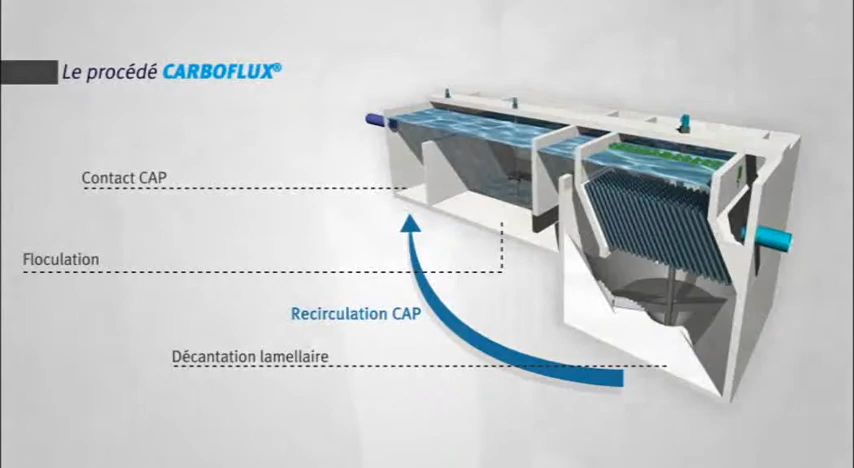 Le procédé CARBOFLUX®
Contact CAP
Floculation
Recirculation CAP
Décantation lamellaire